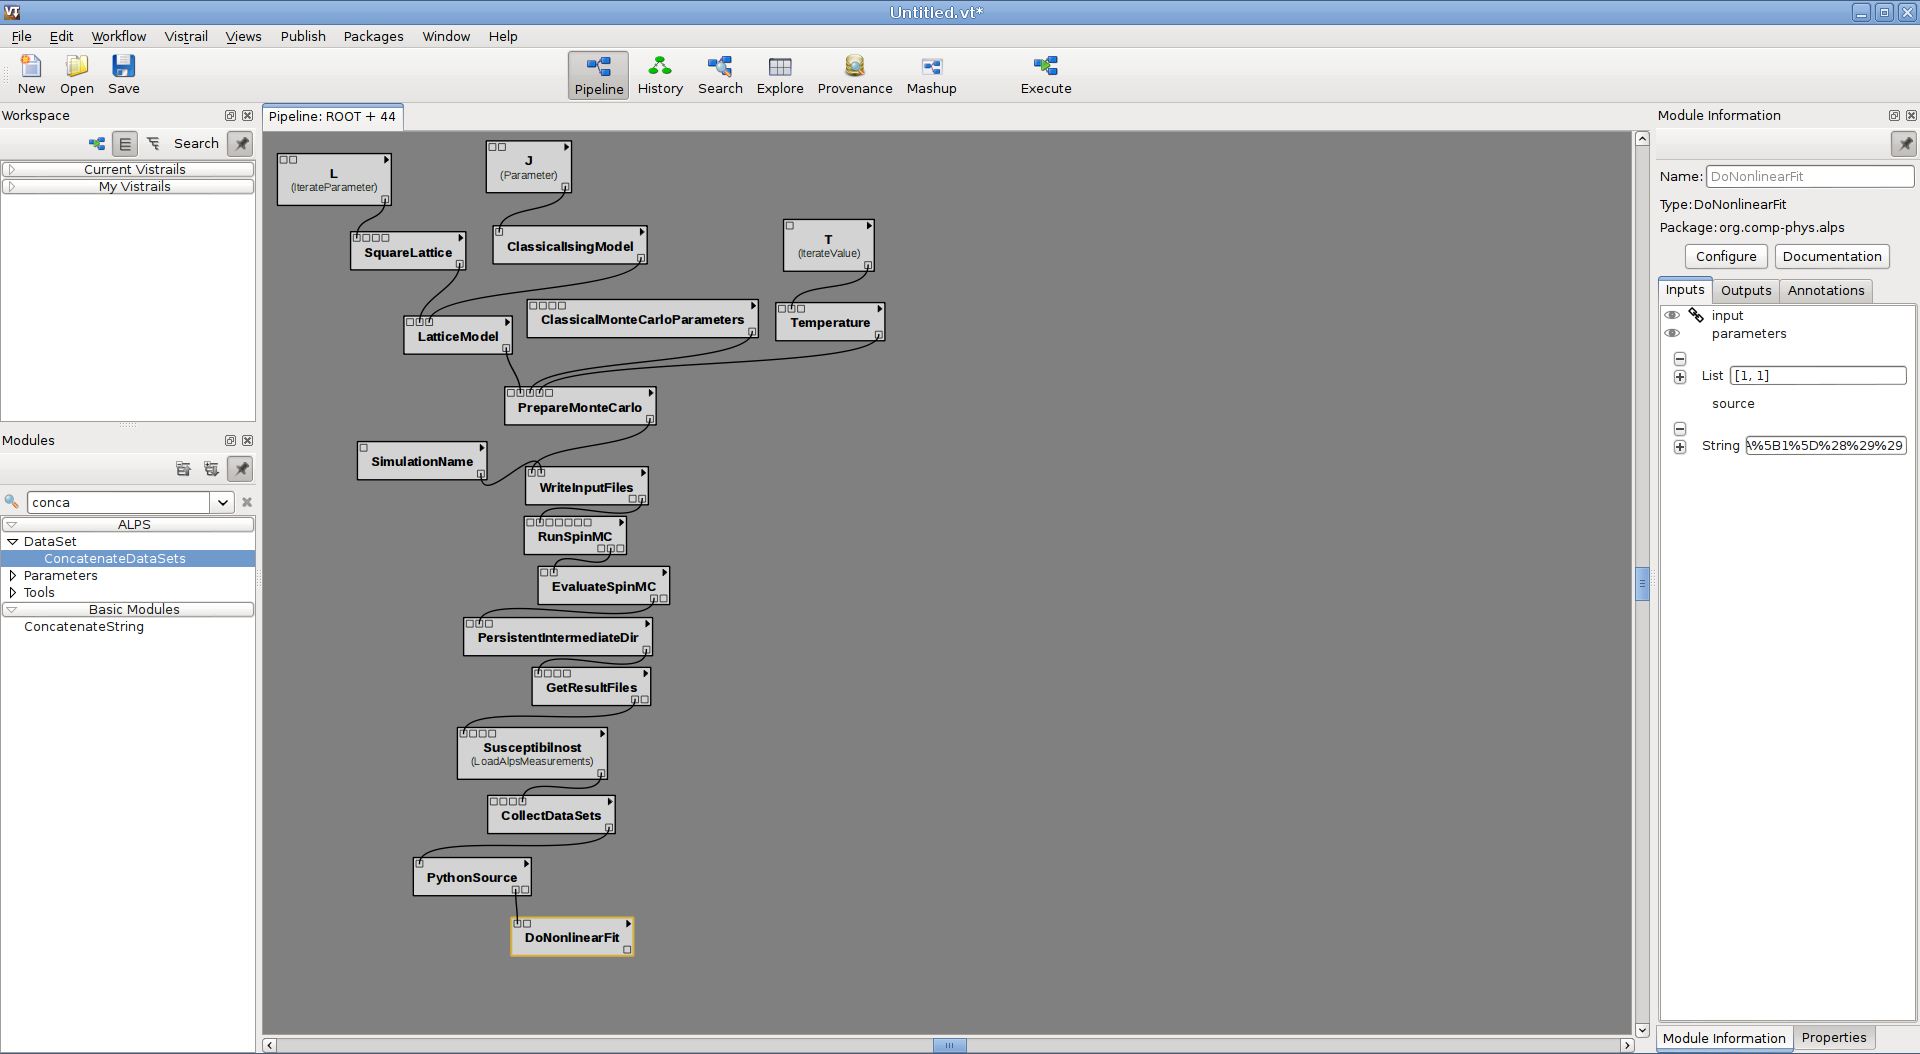 VT
Untitled.vt*
File Edit Workflow Vistrail Views Publish Packages Window Help
New Open Save Pipeline History Search Explore Provenance Mashup Execute
Workspace
Search
Current Vistrails
My Vistrails
Modules
conca
ALPS
DataSet
ConcatenateDataSets
Parameters
Tools
Basic Modules
ConcatenateString
Pipeline: ROOT + 44
L
(IterateParameter)
J
(Parameter)
SquareLattice
ClassicalIsingModel
T
(IterateValue)
LatticeModel
ClassicalMonteCarloParameters
Temperature
PrepareMonteCarlo
SimulationName
WriteInputFiles
RunSpinMC
EvaluateSpinMC
PersistentIntermediateDir
GetResultFiles
Susceptibilnost
(LoadAlpsMeasurements)
CollectDataSets
PythonSource
DoNonlinearFit
Module Information
Name: DoNonlinearFit
Type: DoNonlinearFit
Package: org.comp-phys.alps
Configure Documentation
Inputs Outputs Annotations
input
parameters
List [1, 1]
source
String %5B1%5D%28%29%29
Module Information Properties